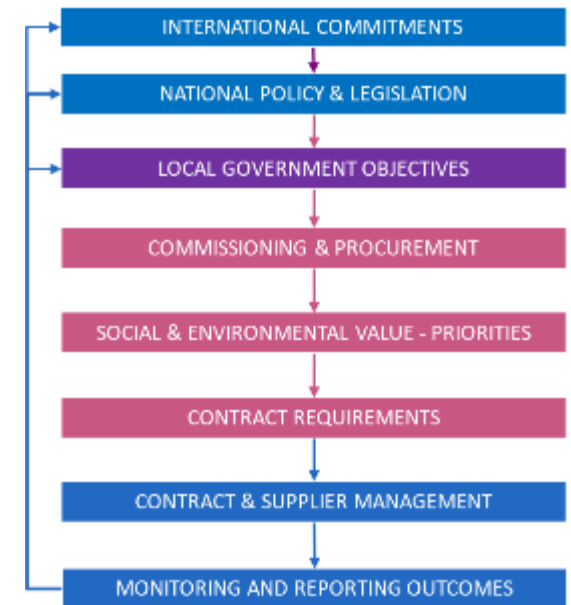 INTERNATIONAL COMMITMENTS
NATIONAL POLICY & LEGISLATION
LOCAL GOVERNMENT OBJECTIVES
COMMISSIONING & PROCUREMENT
SOCIAL & ENVIRONMENTAL VALUE - PRIORITIES
CONTRACT REQUIREMENTS
CONTRACT & SUPPLIER MANAGEMENT
MONITORING AND REPORTING OUTCOMES